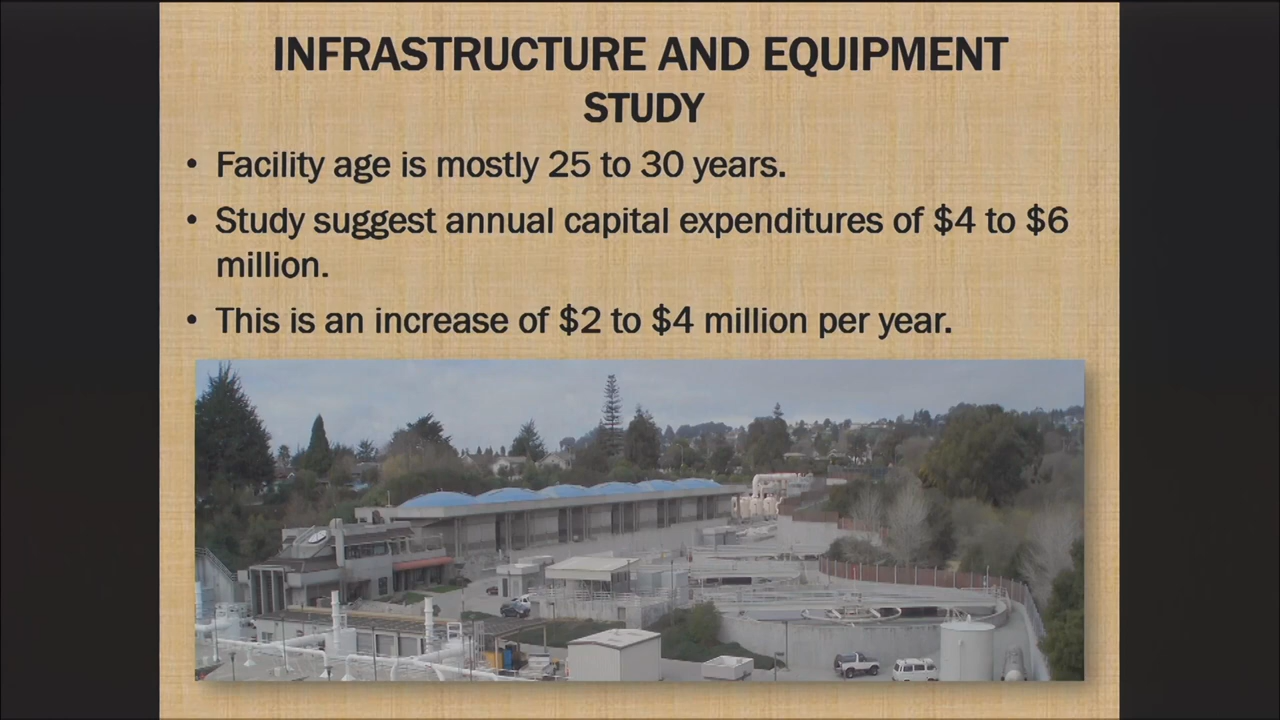 INFRASTRUCTURE AND EQUIPMENT
STUDY
• Facility age is mostly 25 to 30 years.
• Study suggest annual capital expenditures of $4 to $6
million.
• This is an increase of $2 to $4 million per year.